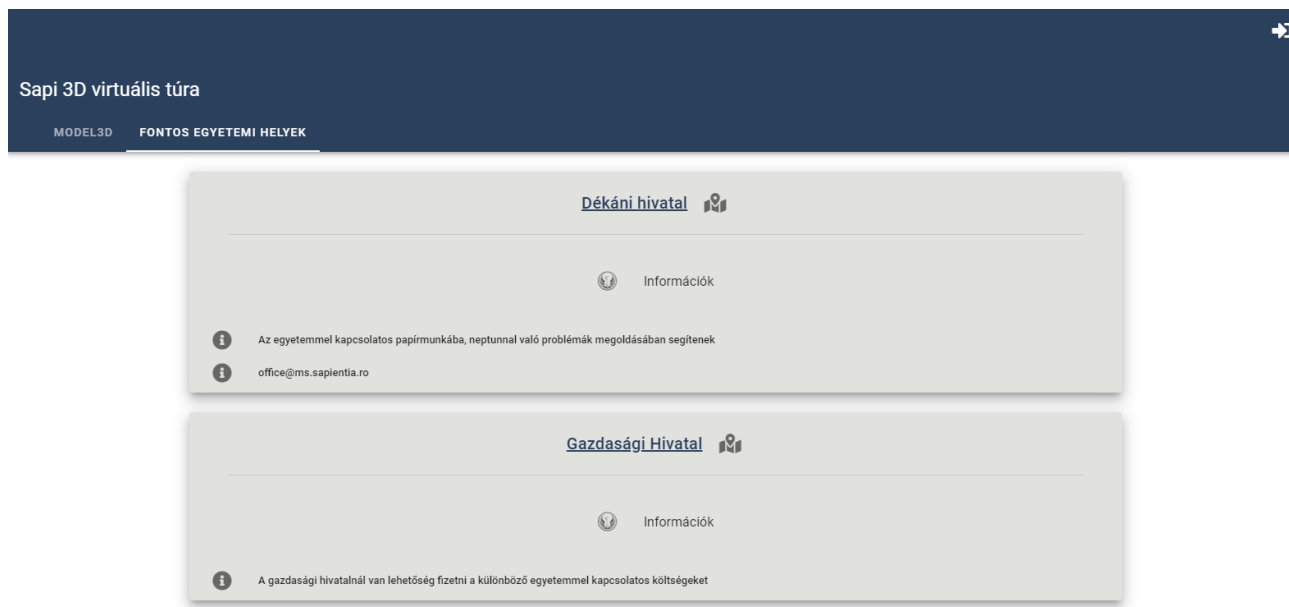 Sapi 3D virtuális túra
MODEL3D FONTOS EGYETEMI HELYEK
Dékáni hivatal
Információk
Az egyetemmel kapcsolatos papírmunkába, neptunnal való problémák megoldásában segítenek
office@ms.sapientia.ro
Gazdasági Hivatal
Információk
A gazdasági hivatalnál van lehetőség fizetni a különböző egyetemmel kapcsolatos költségeket